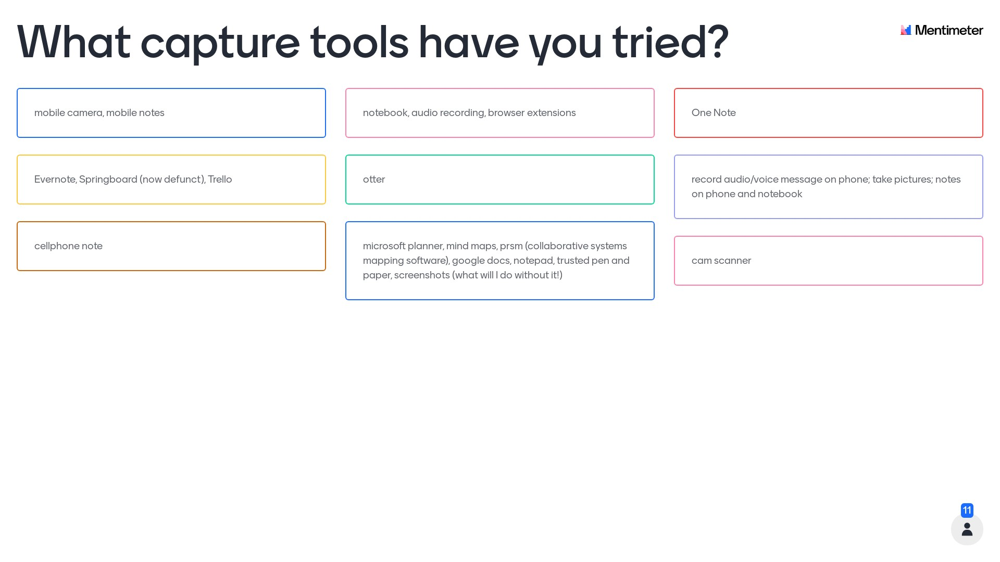 What capture tools have you tried?
Mentimeter
mobile camera, mobile notes
notebook, audio recording, browser extensions
One Note
Evernote, Springboard (now defunct), Trello
otter
record audio/voice message on phone; take pictures; notes
on phone and notebook
cellphone note
microsoft planner, mind maps, prsm (collaborative systems
mapping software), google docs, notepad, trusted pen and
paper, screenshots (what will I do without it!)
cam scanner
11